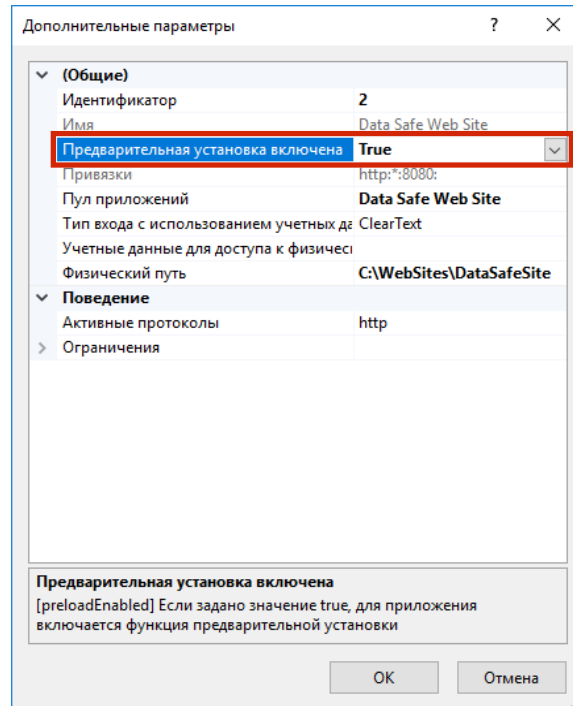 Дополнительные параметры ?
(Общие)
Идентификатор 2
Имя Data Safe Web Site
Предварительная установка включена True
Привязки http:*:8080:
Пул приложений Data Safe Web Site
Тип входа с использованием учетных да ClearText
Учетные данные для доступа к физичесı
Физический путь C:\WebSites\DataSafeSite
Поведение
Активные протоколы http
Ограничения
Предварительная установка включена
[preloadEnabled] Если задано значение true, для приложения
включается функция предварительной установки
OK Отмена